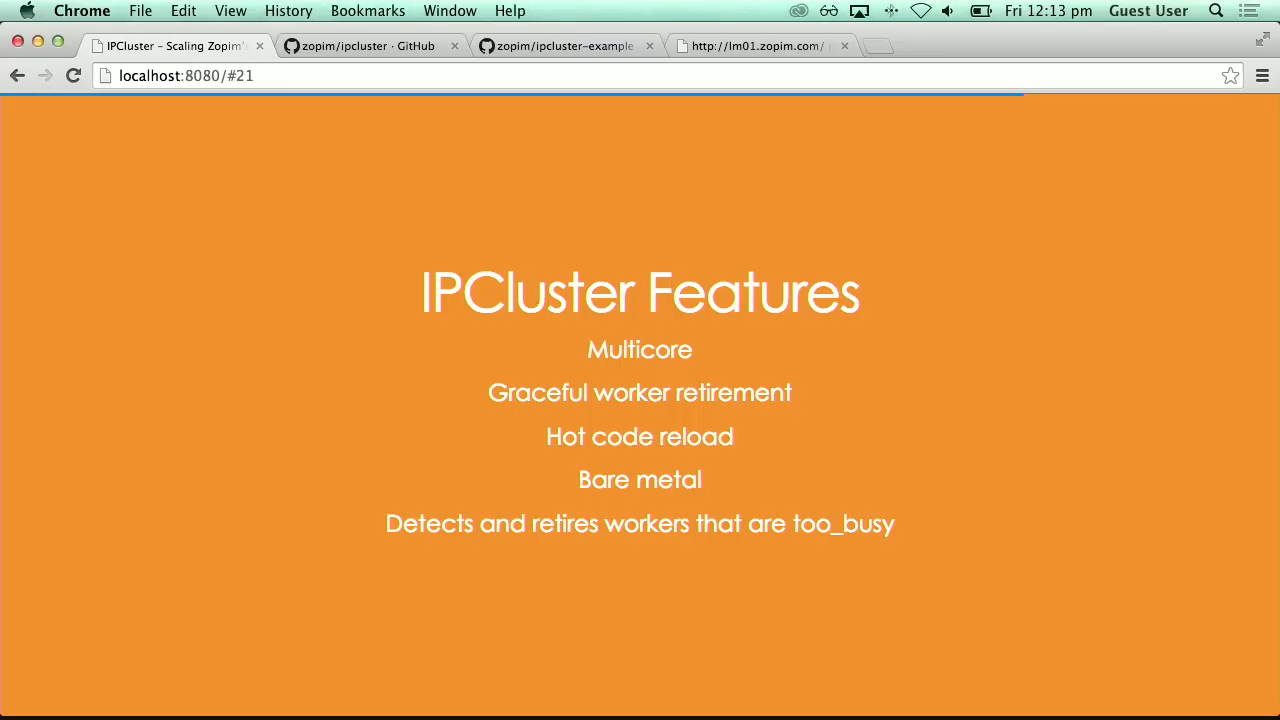 Chrome File Edit View History Bookmarks Window Help Fri 12:13 pm Guest User
IPCluster – Scaling Zopim's zopim/ipcluster · GitHub zopim/ipcluster-example http://lm01.zopim.com/
localhost:8080/#21
IPCluster Features
Multicore
Graceful worker retirement
Hot code reload
Bare metal
Detects and retires workers that are too_busy